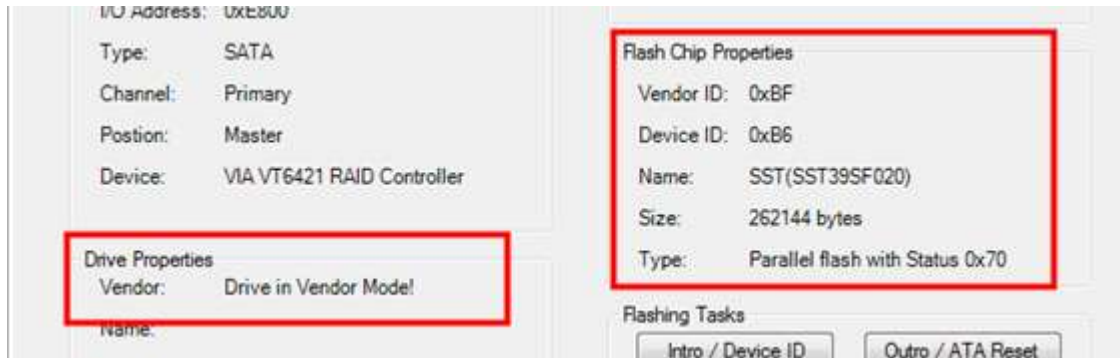 I/O Address: 0xE800
Type: SATA
Channel: Primary
Postion: Master
Device: VIA VT6421 RAID Controller
Drive Properties
Vendor: Drive in Vendor Mode!
Name:
Flash Chip Properties
Vendor ID: 0xBF
Device ID: 0xB6
Name: SST(SST39SF020)
Size: 262144 bytes
Type: Parallel flash with Status 0x70
Flashing Tasks
Intro / Device ID
Outro / ATA Reset